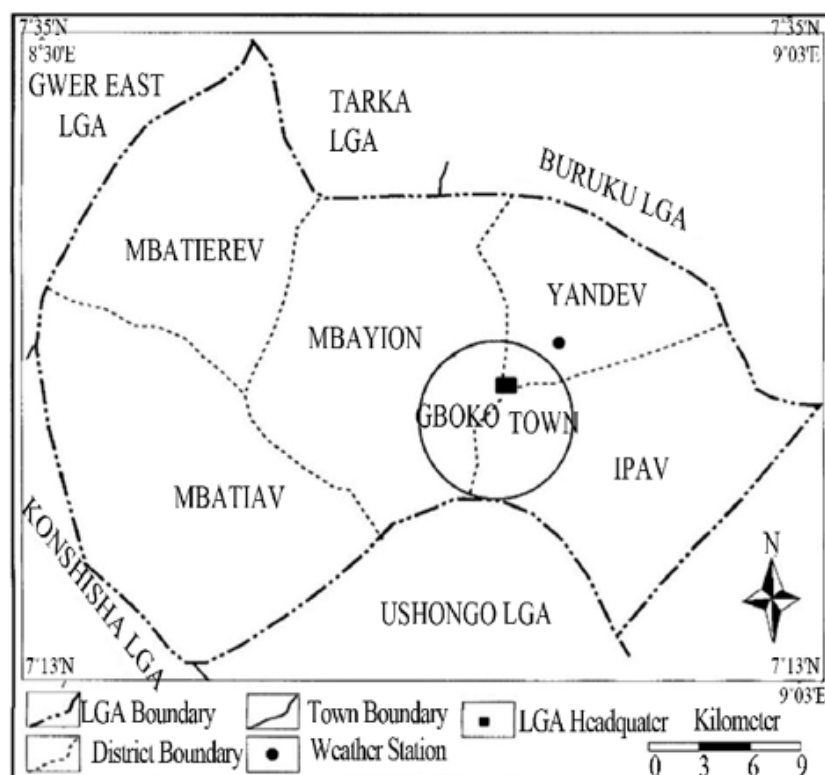 7°35'N
7°35'N
8°30'E
9°03'E
GWER EAST
LGA
TARKA
LGA
BURUKU LGA
MBATIEREV
YANDEV
MBAYION
GBOKO TOWN
IPAV
MBATIAV
KONSHISHA LGA
N
USHONGO LGA
7°13'N
7°13'N
9°03'E
LGA Boundary
Town Boundary
LGA Headquater
Kilometer
District Boundary
Weather Station
0 3 6 9